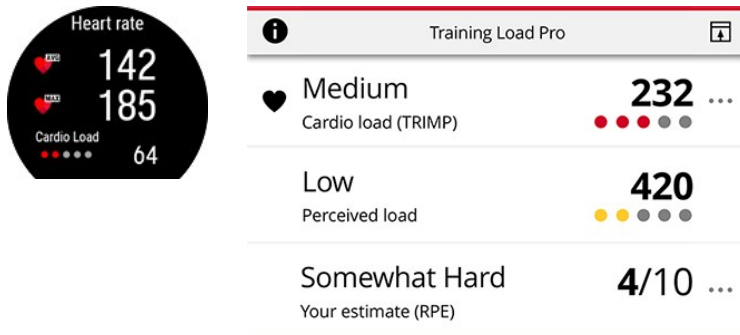 Heart rate
AVG 142
MAX 185
Cardio Load
64
i Training Load Pro
Medium 232 ...
Cardio load (TRIMP)
Low 420
Perceived load
Somewhat Hard 4/10 ...
Your estimate (RPE)